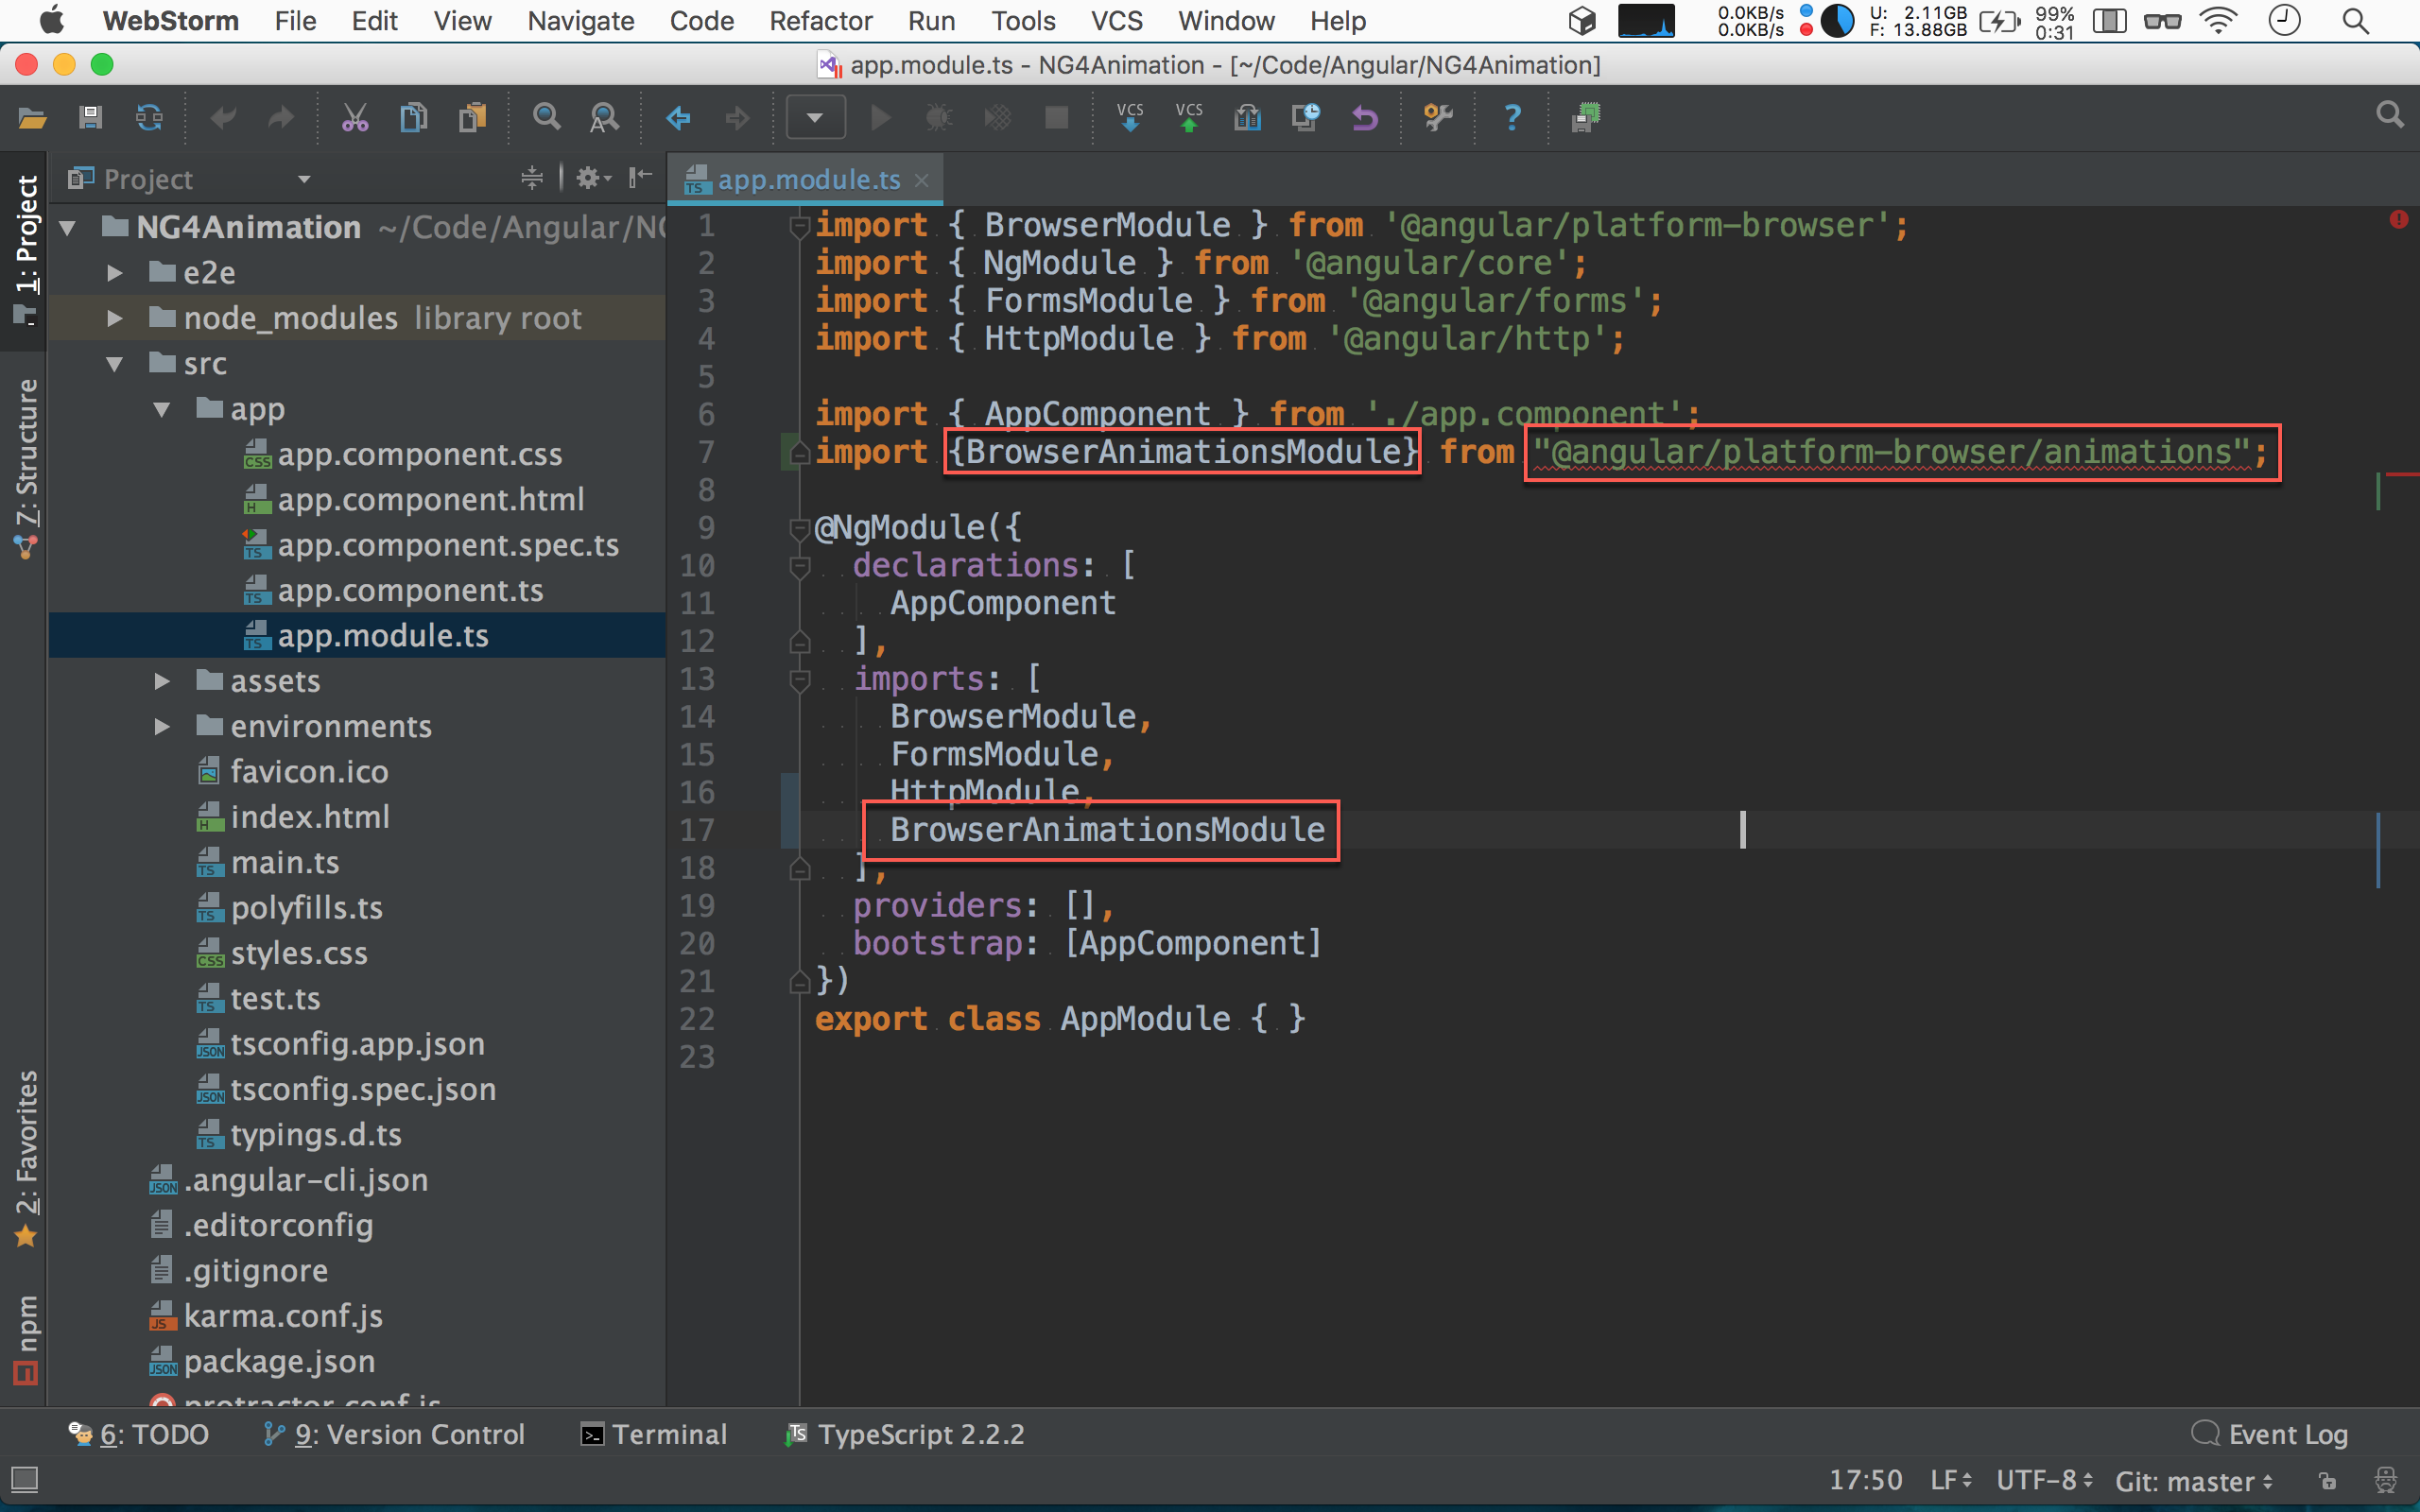 WebStorm File Edit View Navigate Code Refactor Run Tools VCS Window Help 0.0KB/s 0.0KB/s U: 2.11GB F: 13.88GB 99% 0:31
app.module.ts - NG4Animation - [~/Code/Angular/NG4Animation]
VCS VCS ?
1: Project
7: Structure
2: Favorites
npm
Project
NG4Animation ~/Code/Angular/NG
e2e
node_modules library root
src
app
app.component.css
app.component.html
app.component.spec.ts
app.component.ts
app.module.ts
assets
environments
favicon.ico
index.html
main.ts
polyfills.ts
styles.css
test.ts
tsconfig.app.json
tsconfig.spec.json
typings.d.ts
.angular-cli.json
.editorconfig
.gitignore
karma.conf.js
package.json
protractor.conf.js
app.module.ts
1 import { BrowserModule } from '@angular/platform-browser';
2 import { NgModule } from '@angular/core';
3 import { FormsModule } from '@angular/forms';
4 import { HttpModule } from '@angular/http';
5
6 import { AppComponent } from './app.component';
7 import {BrowserAnimationsModule} from "@angular/platform-browser/animations";
8
9 @NgModule({
10 declarations: [
11 AppComponent
12 ],
13 imports: [
14 BrowserModule,
15 FormsModule,
16 HttpModule,
17 BrowserAnimationsModule
18 ],
19 providers: [],
20 bootstrap: [AppComponent]
21 })
22 export class AppModule { }
23
6: TODO 9: Version Control Terminal TypeScript 2.2.2 Event Log
17:50 LF UTF-8 Git: master